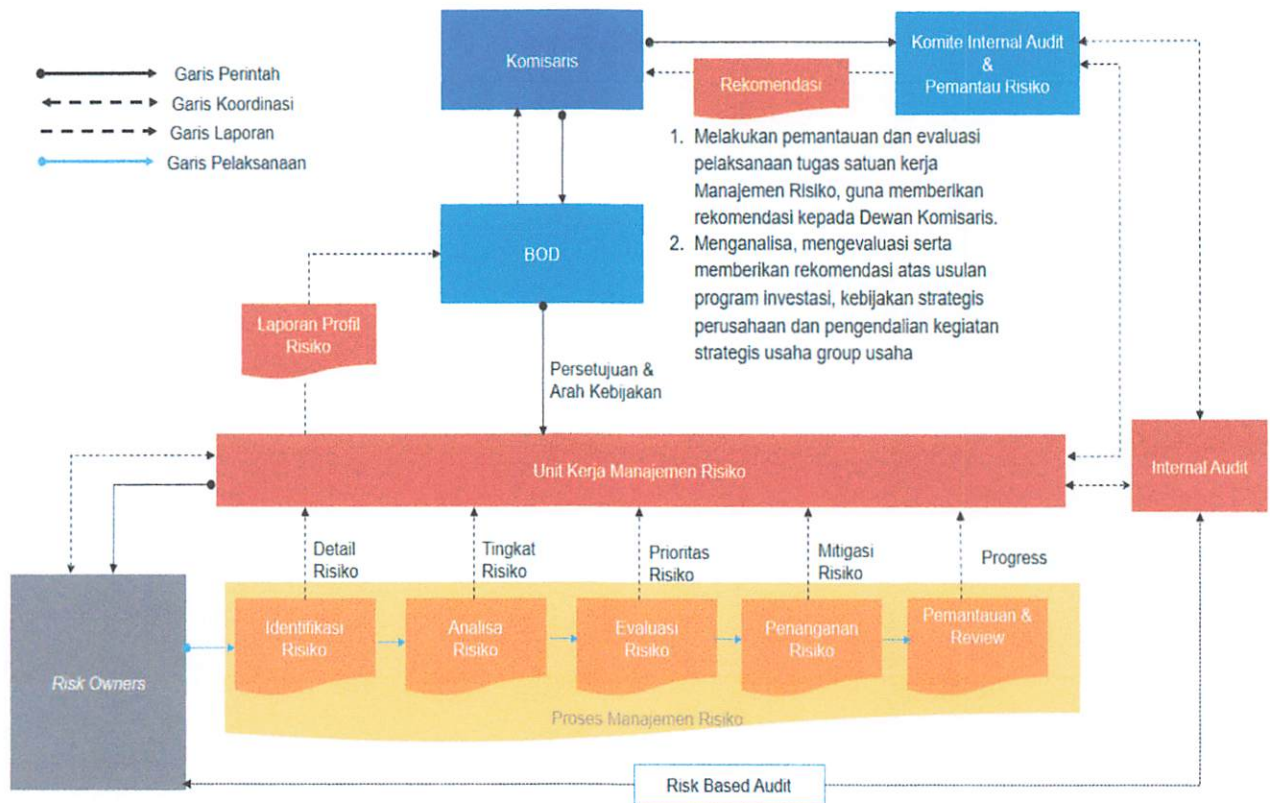 Garis Perintah
Garis Koordinasi
Garis Laporan
Garis Pelaksanaan
Komisaris
Rekomendasi
Komite Internal Audit
&
Pemantau Risiko
1. Melakukan pemantauan dan evaluasi
pelaksanaan tugas satuan kerja
Manajemen Risiko, guna memberikan
rekomendasi kepada Dewan Komisaris.
2. Menganalisa, mengevaluasi serta
memberikan rekomendasi atas usulan
program investasi, kebijakan strategis
perusahaan dan pengendalian kegiatan
strategis usaha group usaha
BOD
Laporan Profil
Risiko
Persetujuan &
Arah Kebijakan
Unit Kerja Manajemen Risiko
Internal Audit
Detail
Risiko
Tingkat
Risiko
Prioritas
Risiko
Mitigasi
Risiko
Progress
Risk Owners
Identifikasi
Risiko
Analisa
Risiko
Evaluasi
Risiko
Penanganan
Risiko
Pemantauan &
Review
Proses Manajemen Risiko
Risk Based Audit